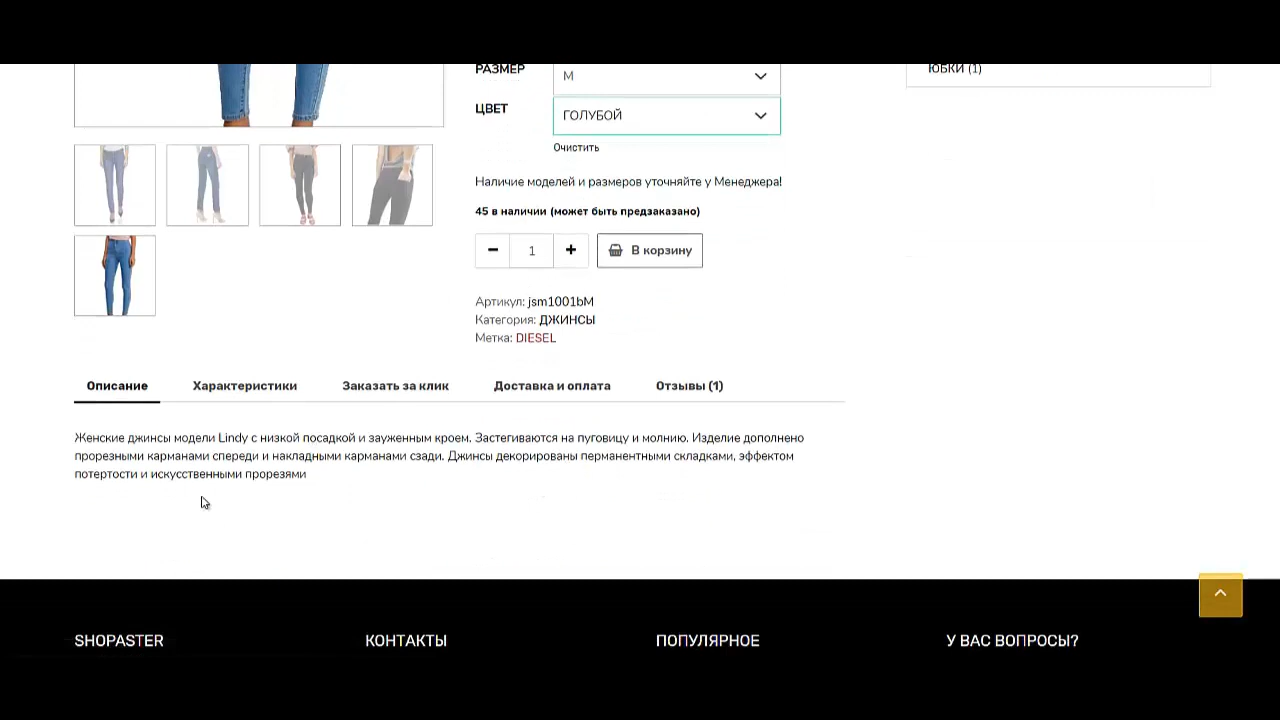 РАЗМЕР
M
ЮБКИ (1)
ЦВЕТ
ГОЛУБОЙ
Очистить
Наличие моделей и размеров уточняйте у Менеджера!
45 в наличии (может быть предзаказано)
1
В корзину
Артикул: jsm1001bM
Категория: ДЖИНСЫ
Метка: DIESEL
Описание
Характеристики
Заказать за клик
Доставка и оплата
Отзывы (1)
Женские джинсы модели Lindy с низкой посадкой и зауженным кроем. Застегиваются на пуговицу и молнию. Изделие дополнено
прорезными карманами спереди и накладными карманами сзади. Джинсы декорированы перманентными складками, эффектом
потертости и искусственными прорезями
SHOPASTER
КОНТАКТЫ
ПОПУЛЯРНОЕ
У ВАС ВОПРОСЫ?